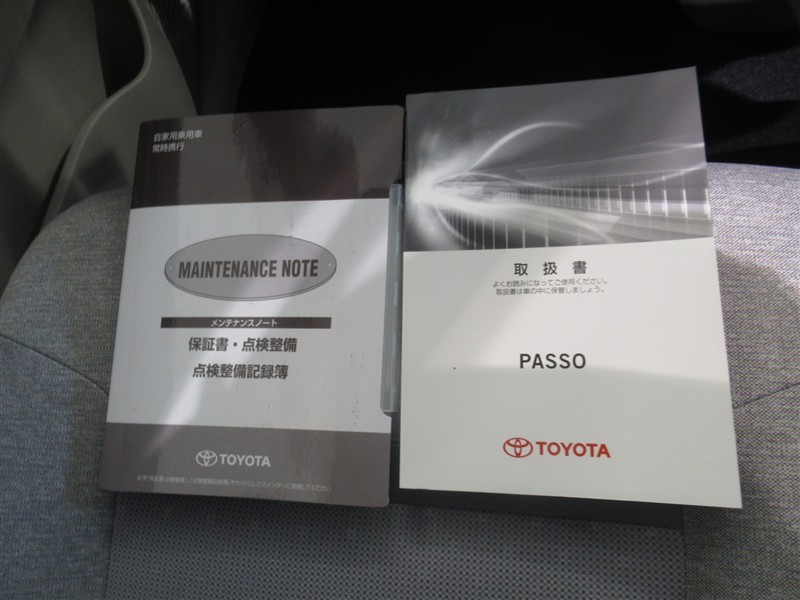 自家用乗用車
常時携行
MAINTENANCE NOTE
メンテナンスノート
保証書・点検整備
点検整備記録簿
TOYOTA
取扱書
よくお読みになってご使用ください。
取扱書は車の中に保管しましょう。
PASSO
TOYOTA